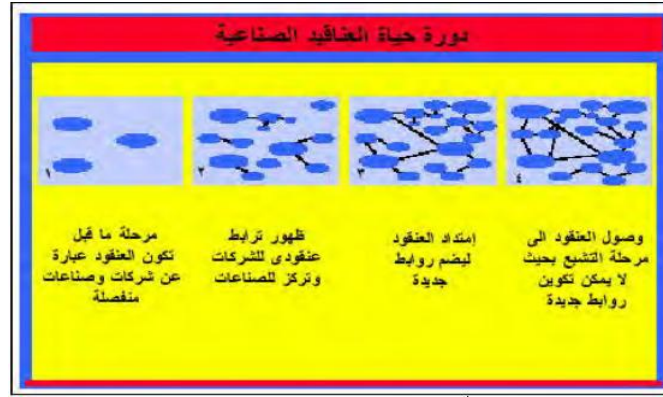 دورة حياة العناقيد الصناعية
١
٢
٣
٤
مرحلة ما قبل
تكون العنقود عبارة
عن شركات وصناعات
منفصلة
ظهور ترابط
عنقودى للشركات
وتركز للصناعات
إمتداد العنقود
ليضم روابط
جديدة
وصول العنقود الى
مرحلة التشبع بحيث
لا يمكن تكوين
روابط جديدة